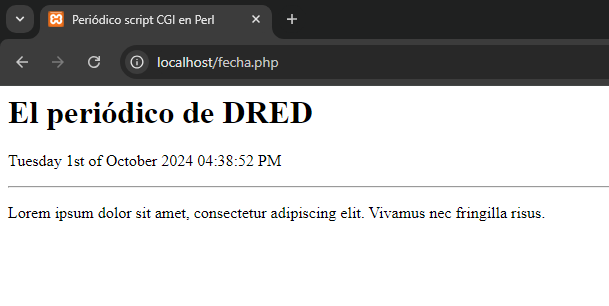 Periódico script CGI en Perl
localhost/fecha.php
El periódico de DRED
Tuesday 1st of October 2024 04:38:52 PM
Lorem ipsum dolor sit amet, consectetur adipiscing elit. Vivamus nec fringilla risus.